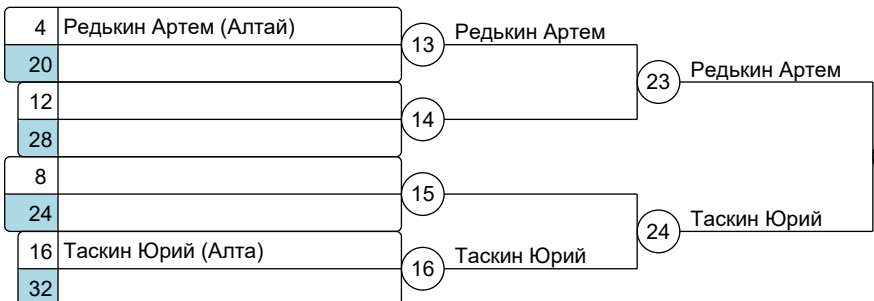 4 Редькин Артем (Алтай)
20
12
28
8
24
16 Таскин Юрий (Алта)
32
13 Редькин Артем
14
15
16 Таскин Юрий
23 Редькин Артем
24 Таскин Юрий